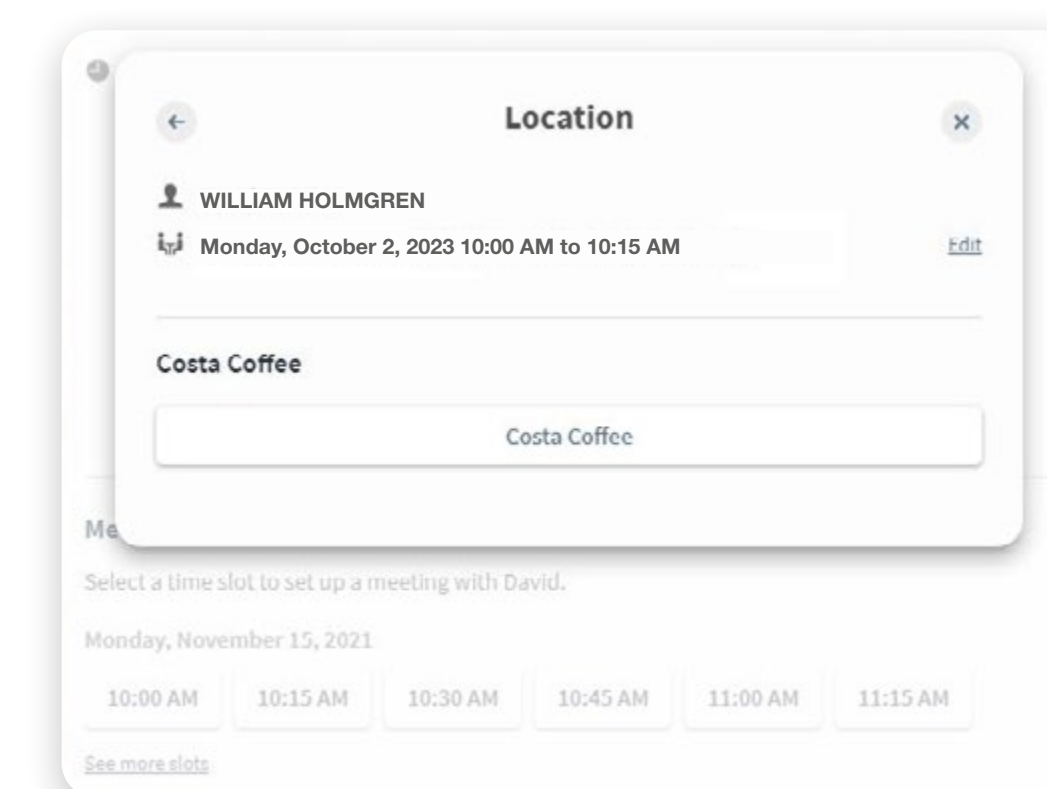 Location
WILLIAM HOLMGREN
Monday, October 2, 2023 10:00 AM to 10:15 AM
Edit
Costa Coffee
Costa Coffee
Me
Select a time slot to set up a meeting with David.
Monday, November 15, 2021
10:00 AM
10:15 AM
10:30 AM
10:45 AM
11:00 AM
11:15 AM
See more slots